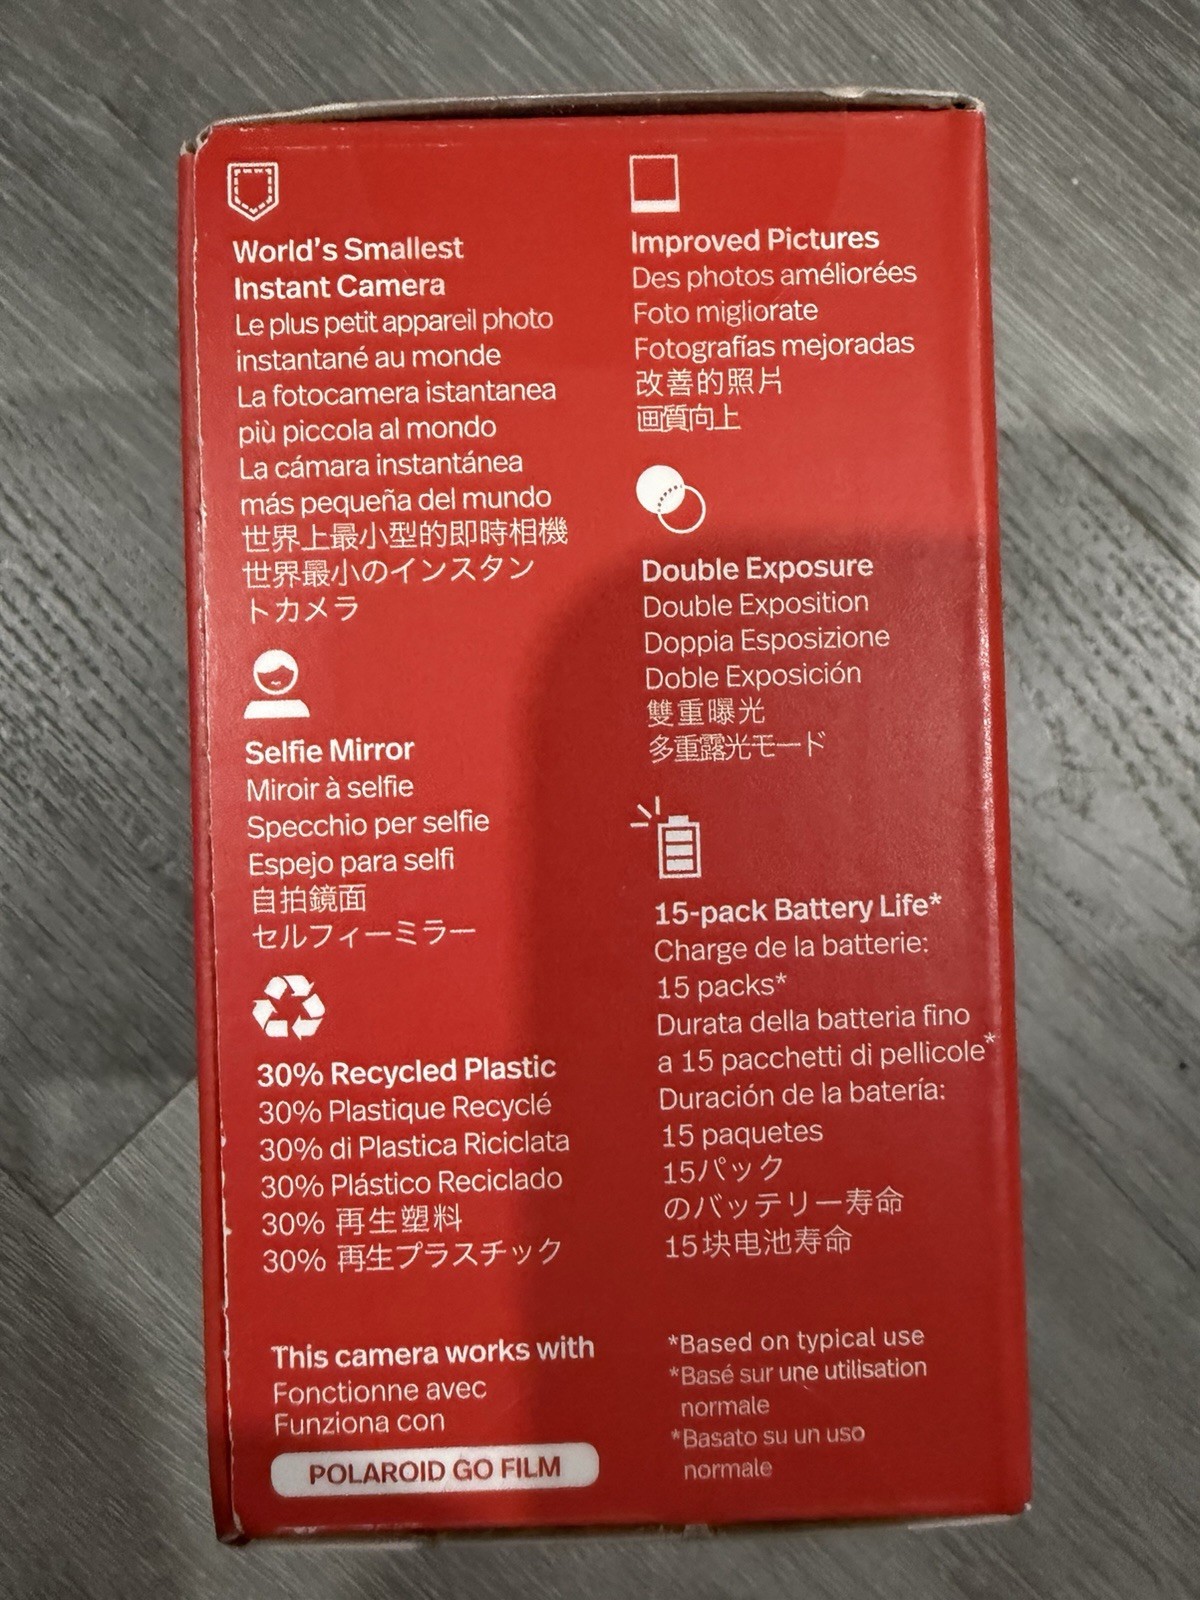 World's Smallest
Instant Camera
Le plus petit appareil photo
instantané au monde
La fotocamera istantanea
più piccola al mondo
La cámara instantánea
más pequeña del mundo
世界上最小型的即時相機
世界最小のインスタン
トカメラ
Selfie Mirror
Miroir à selfie
Specchio per selfie
Espejo para selfi
自拍鏡面
セルフィーミラー
30% Recycled Plastic
30% Plastique Recyclé
30% di Plastica Riciclata
30% Plástico Reciclado
30% 再生塑料
30% 再生プラスチック
This camera works with
Fonctionne avec
Funziona con
POLAROID GO FILM
Improved Pictures
Des photos améliorées
Foto migliorate
Fotografías mejoradas
改善的照片
画質向上
Double Exposure
Double Exposition
Doppia Esposizione
Doble Exposición
雙重曝光
多重露光モード
15-pack Battery Life*
Charge de la batterie:
15 packs*
Durata della batteria fino
a 15 pacchetti di pellicole*
Duración de la batería:
15 paquetes
15パック
のバッテリー寿命
15块电池寿命
*Based on typical use
*Basé sur une utilisation
normale
*Basato su un uso
normale